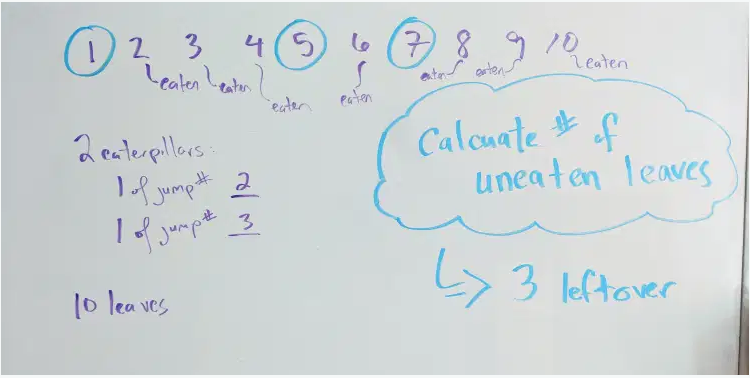 1 2 3 4 5 6 7 8 9 10
eaten eaten eaten eaten eaten eaten eaten
2 caterpillars:
1 of jump# 2
1 of jump# 3
10 leaves
Calcuate # of
uneaten leaves
3 leftover